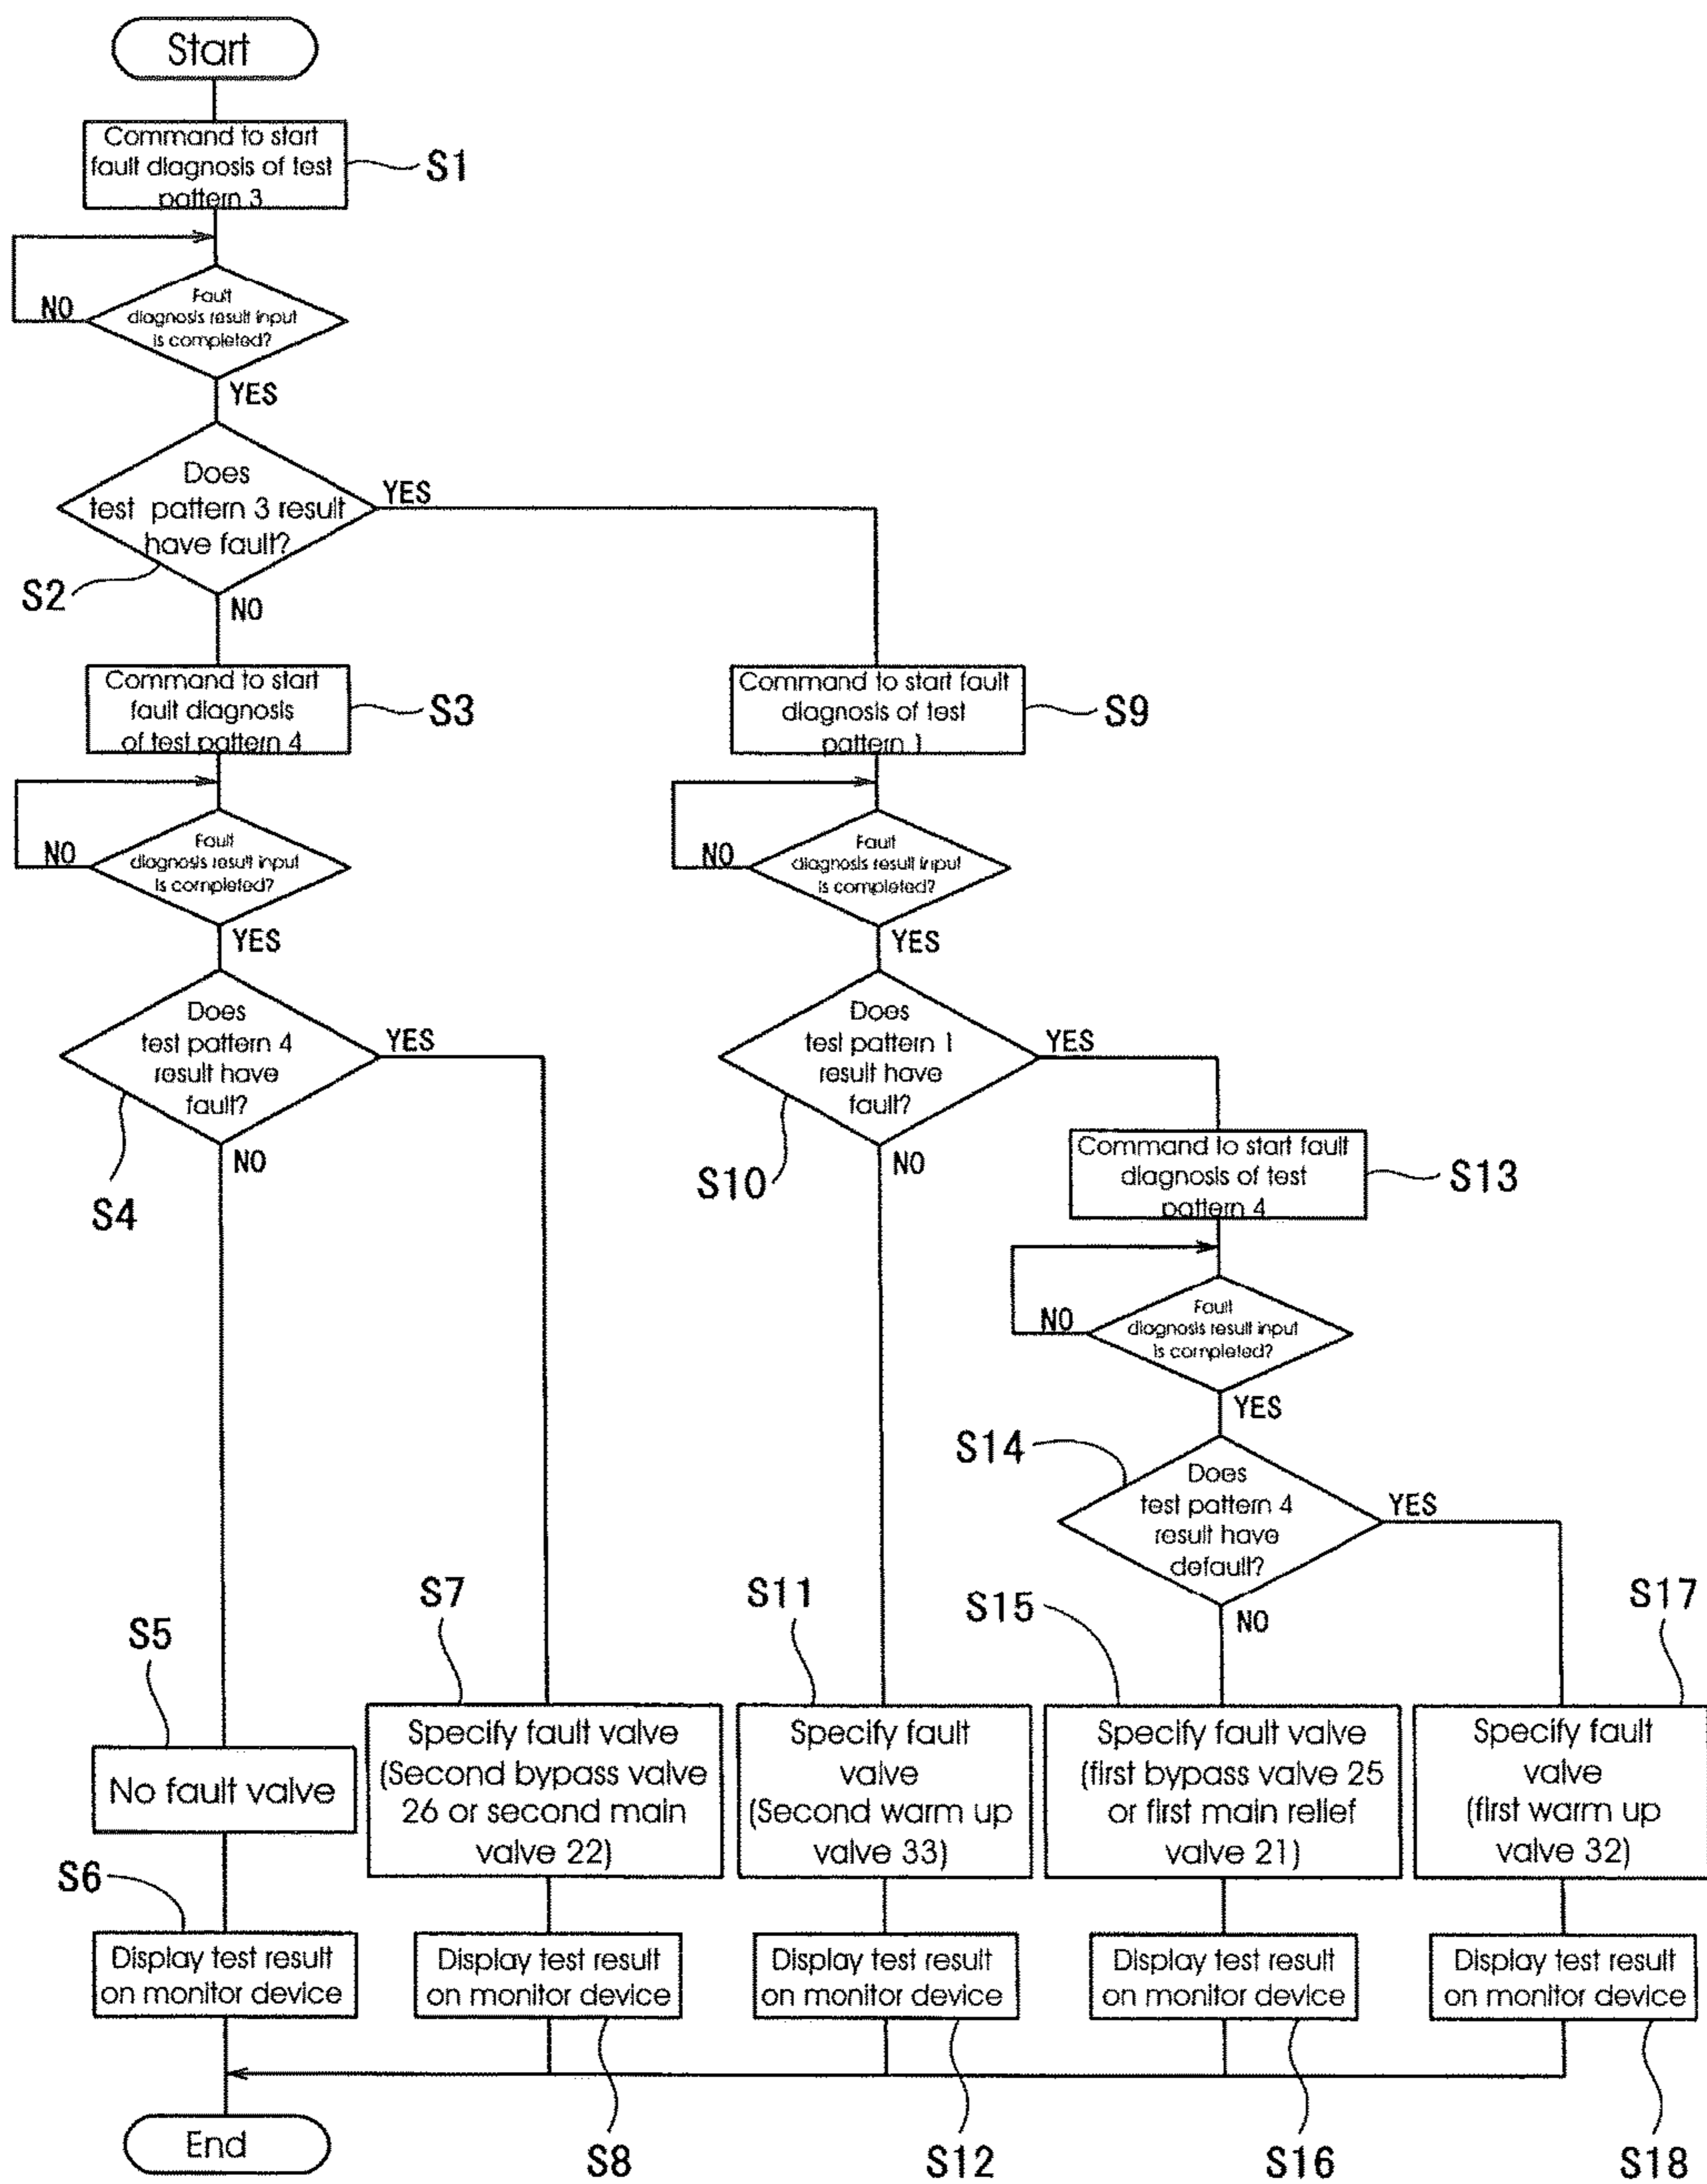 Start
Command to start
fault diagnosis of test
pattern 3
S1
NO
Fault
diagnosis result input
is completed?
YES
Does
test pattern 3 result
have fault?
YES
S2
NO
Command to start
fault diagnosis
of test pattern 4
S3
Command to start fault
diagnosis of test
pattern 1
S9
NO
Fault
diagnosis result input
is completed?
YES
NO
Fault
diagnosis result input
is completed?
YES
Does
test pattern 4
result have
fault?
YES
S4
NO
Does
test pattern 1
result have
fault?
YES
S10
NO
Command to start fault
diagnosis of test
pattern 4
S13
NO
Fault
diagnosis result input
is completed?
YES
S14
Does
test pattern 4
result have
default?
YES
NO
S5
S7
S11
S15
S17
No fault valve
Specify fault valve
(Second bypass valve
26 or second main
valve 22)
Specify fault
valve
(Second warm up
valve 33)
Specify fault valve
(first bypass valve 25
or first main relief
valve 21)
Specify fault
valve
(first warm up
valve 32)
S6
Display test result
on monitor device
Display test result
on monitor device
Display test result
on monitor device
Display test result
on monitor device
Display test result
on monitor device
End
S8
S12
S16
S18